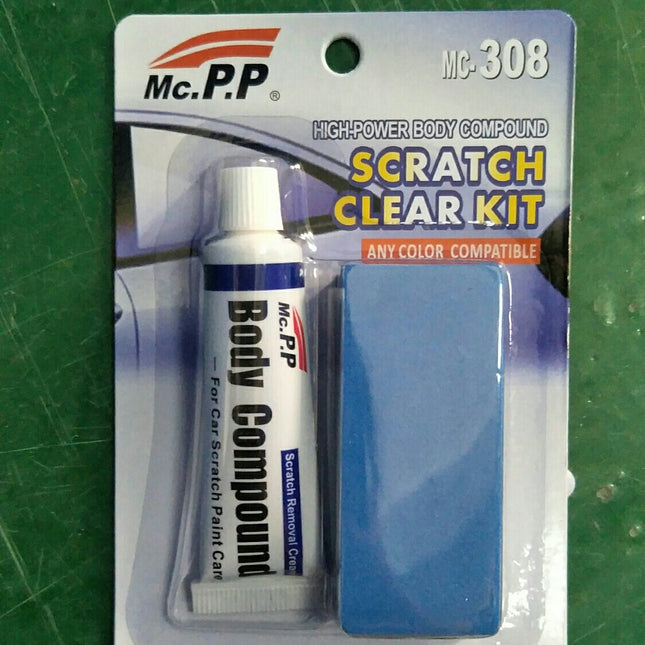 Mc.P.P ®
MC-308
HIGH-POWER BODY COMPOUND
SCRATCH
CLEAR KIT
ANY COLOR COMPATIBLE
Mc.P.P
Body Compound
— For Car Scratch Paint Care
Scratch Removal Cream